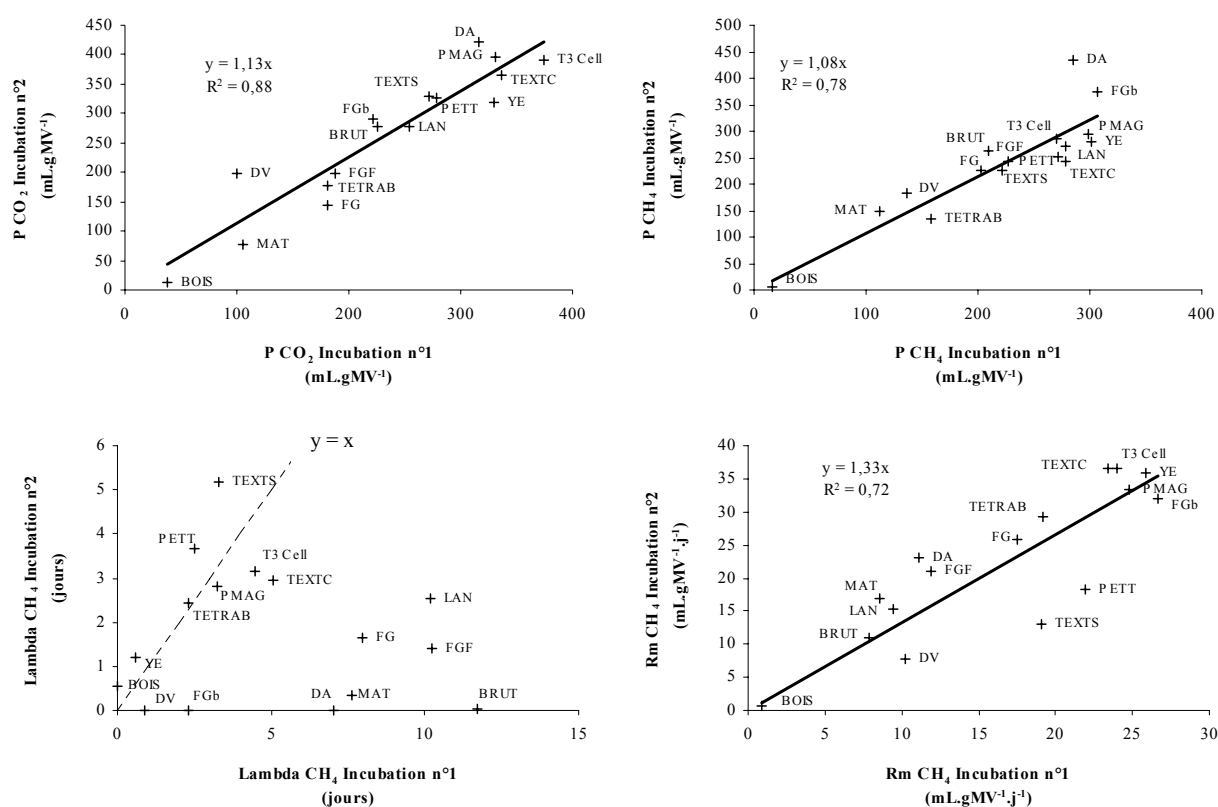 P CO₂ Incubation n°2
(mL.gMV⁻¹)
450
400
350
300
250
200
150
100
50
0
y = 1,13x
R² = 0,88
DA
PMAG
T3 Cell
TEXTS
TEXTC
PETT
YE
FGb
BRUT
LAN
DV
FGF
TETRAB
FG
MAT
BOIS
0
100
200
300
400
P CO₂ Incubation n°1
(mL.gMV⁻¹)
P CH₄ Incubation n°2
(mL.gMV⁻¹)
500
450
400
350
300
250
200
150
100
50
0
y = 1,08x
R² = 0,78
DA
FGb
T3 Cell
PMAG
BRUT
FGF
YE
FG
PETT
LAN
TEXTS
TEXTC
DV
MAT
TETRAB
BOIS
0
100
200
300
400
P CH₄ Incubation n°1
(mL.gMV⁻¹)
Lambda CH₄ Incubation n°2
(jours)
6
5
4
3
2
1
0
y = x
TEXTS
PETT
T3 Cell
TEXTC
PMAG
TETRAB
LAN
FG
FGF
YE
BOIS
DV
FGb
DA
MAT
BRUT
0
5
10
15
Lambda CH₄ Incubation n°1
(jours)
Rm CH₄ Incubation n°2
(mL.gMV⁻¹.j⁻¹)
40
35
30
25
20
15
10
5
0
y = 1,33x
R² = 0,72
TEXTC
T3 Cell
YE
PMAG
FGb
TETRAB
FG
DA
FGF
MAT
PETT
LAN
TEXTS
BRUT
DV
BOIS
0
5
10
15
20
25
30
Rm CH₄ Incubation n°1
(mL.gMV⁻¹.j⁻¹)